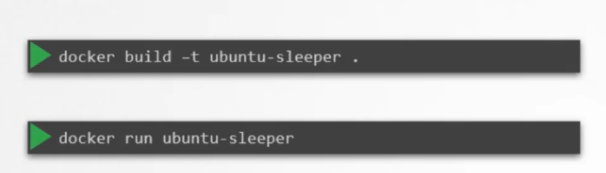 docker build –t ubuntu-sleeper .
docker run ubuntu-sleeper